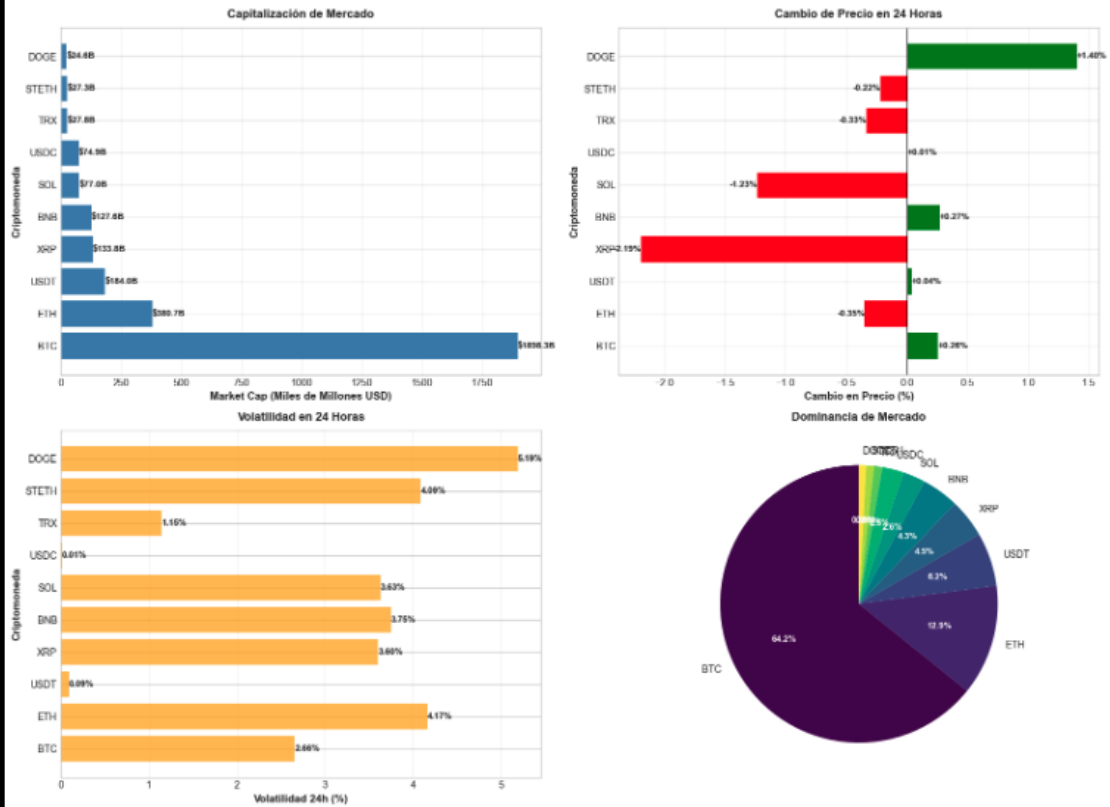 Capitalización de Mercado
Criptomoneda
DOGE $24.6B
STETH $27.3B
TRX $27.8B
USDC $74.9B
SOL $77.0B
BNB $127.6B
XRP $133.8B
USDT $184.0B
ETH $380.7B
BTC
0 250 500 750 1000 1250 1500 1750
Market Cap (Miles de Millones USD)
Cambio de Precio en 24 Horas
Criptomoneda
DOGE +1.40%
STETH -0.22%
TRX -0.33%
USDC +0.01%
SOL -1.23%
BNB +0.27%
XRP -2.19%
USDT +0.04%
ETH -0.35%
BTC +0.26%
-2.0 -1.5 -1.0 -0.5 0.0 0.5 1.0 1.5
Cambio en Precio (%)
Volatilidad en 24 Horas
Criptomoneda
DOGE 5.19%
STETH 4.09%
TRX 1.15%
USDC 0.01%
SOL 3.63%
BNB 3.75%
XRP 3.60%
USDT 0.09%
ETH 4.17%
BTC 2.66%
0 1 2 3 4 5
Volatilidad 24h (%)
Dominancia de Mercado
USDC
SOL
BNB
XRP
USDT
ETH
BTC
2.6%
4.3%
4.5%
6.2%
12.9%
64.2%